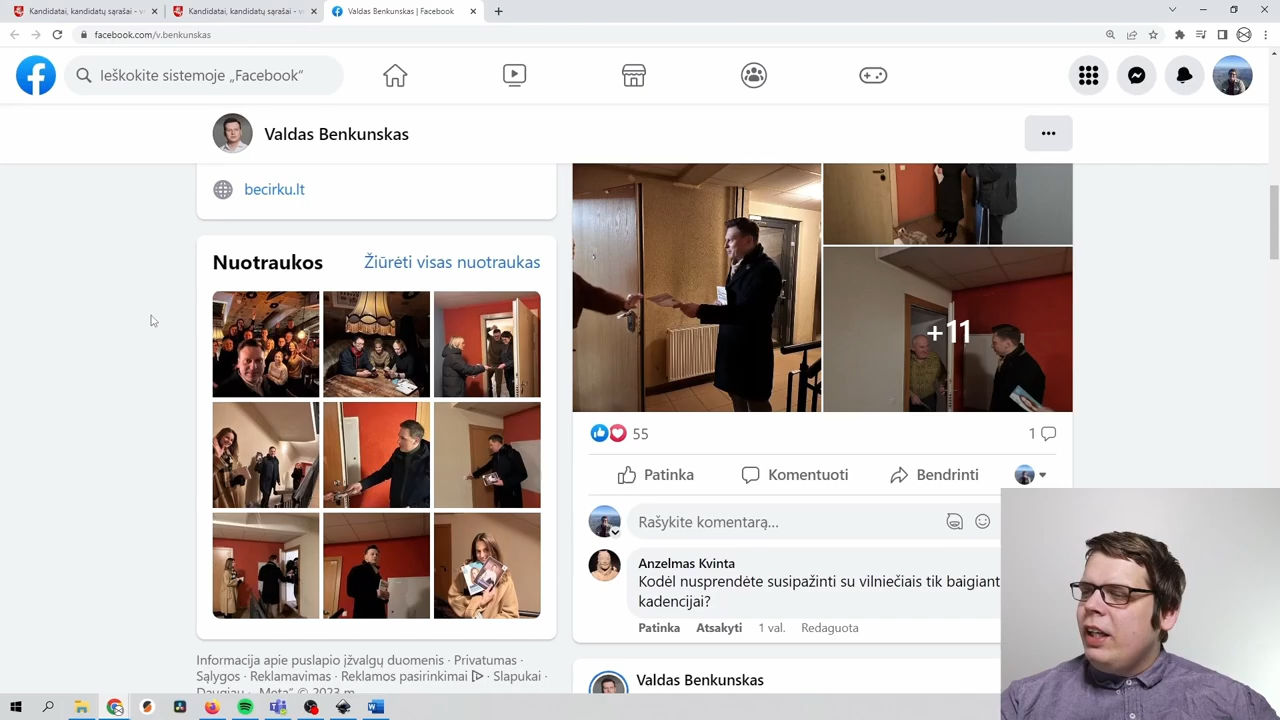 Kandidatai, kandidatų sąrašai - v
Kandidatai, kandidatų sąrašai - v
Valdas Benkunskas | Facebook
facebook.com/v.benkunskas
Ieškokite sistemoje „Facebook"
Valdas Benkunskas
becirku.lt
Nuotraukos
Žiūrėti visas nuotraukas
+11
55
1
Patinka
Komentuoti
Bendrinti
Rašykite komentarą...
Anzelmas Kvinta
Kodėl nusprendėte susipažinti su vilniečiais tik baigiant
kadencijai?
Patinka Atsakyti 1 val. Redaguota
Informacija apie puslapio įžvalgų duomenis · Privatumas ·
Sąlygos · Reklamavimas · Reklamos pasirinkimai · Slapukai ·
Daugiau · „Meta" © 2023 m.
Valdas Benkunskas